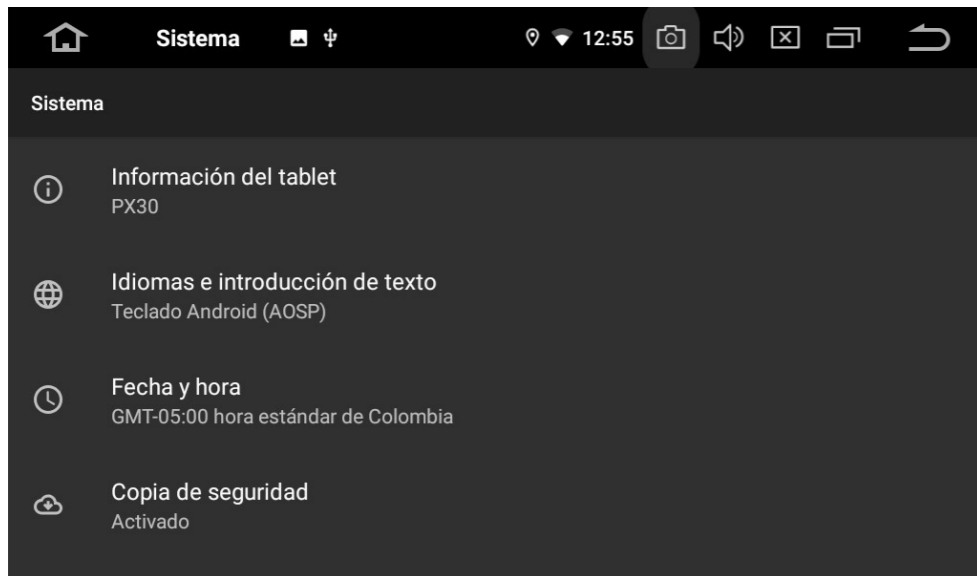 Sistema 12:55
Sistema
Información del tablet
PX30
Idiomas e introducción de texto
Teclado Android (AOSP)
Fecha y hora
GMT-05:00 hora estándar de Colombia
Copia de seguridad
Activado